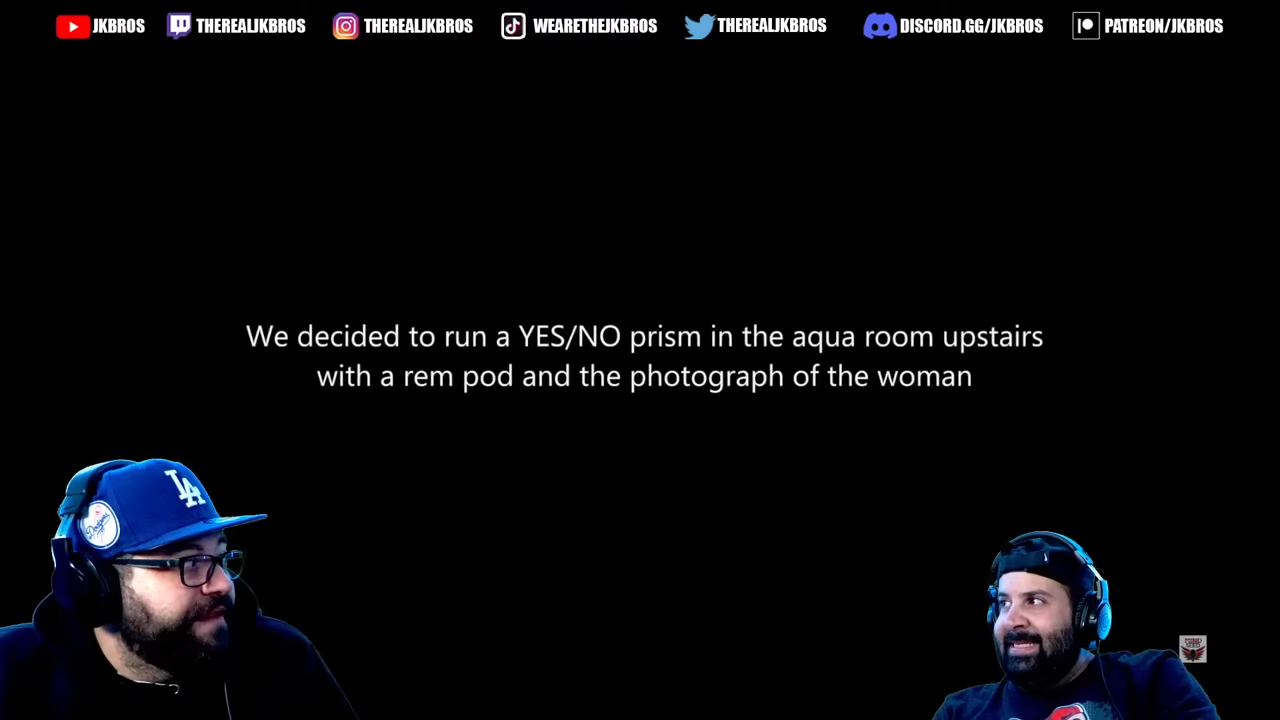 JKBROS THEREALJKBROS THEREALJKBROS WEARETHEJKBROS THEREALJKBROS DISCORD.GG/JKBROS PATREON/JKBROS
We decided to run a YES/NO prism in the aqua room upstairs
with a rem pod and the photograph of the woman
LA
Dodgers